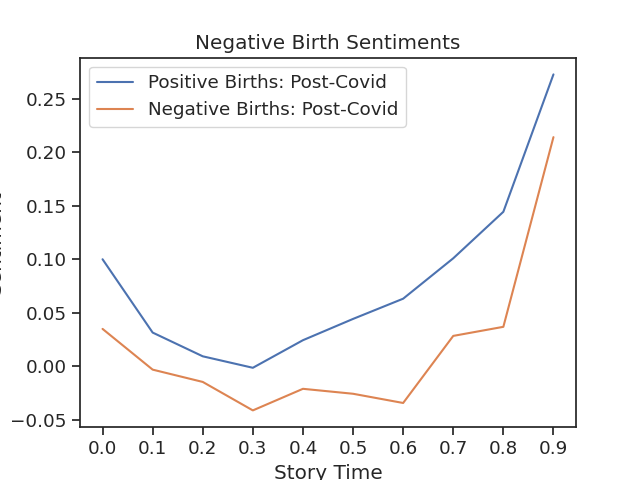 Negative Birth Sentiments
Positive Births: Post-Covid
Negative Births: Post-Covid
0.25
0.20
0.15
0.10
0.05
0.00
−0.05
0.0 0.1 0.2 0.3 0.4 0.5 0.6 0.7 0.8 0.9
Story Time